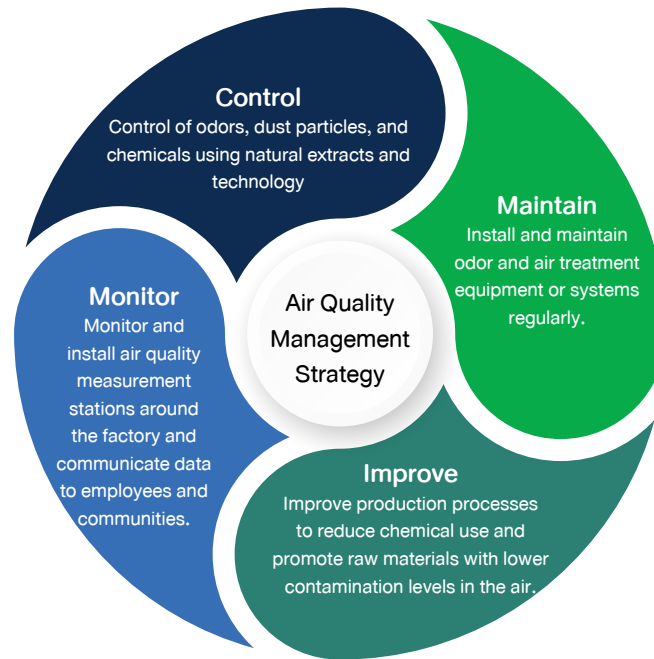 Control
Control of odors, dust particles, and
chemicals using natural extracts and
technology
Maintain
Install and maintain
odor and air treatment
equipment or systems
regularly.
Improve
Improve production processes
to reduce chemical use and
promote raw materials with lower
contamination levels in the air.
Monitor
Monitor and
install air quality
measurement
stations around
the factory and
communicate data
to employees and
communities.
Air Quality
Management
Strategy